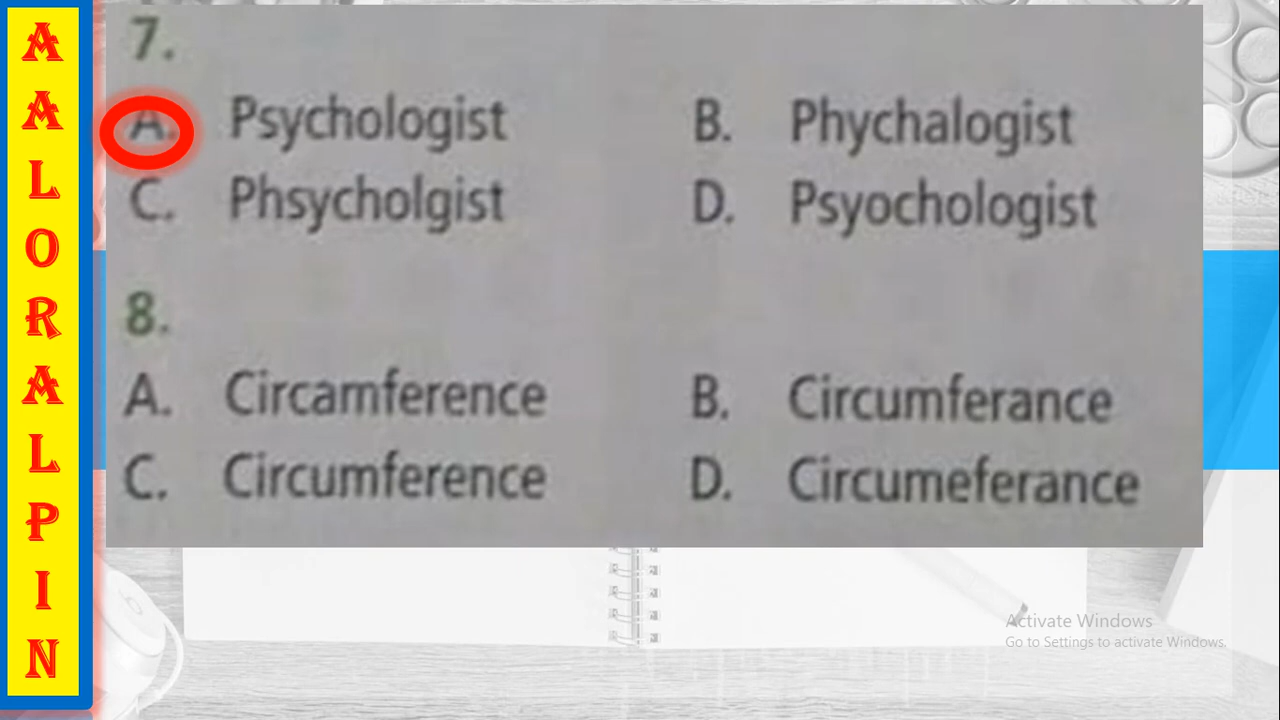 AALORALPIN
7.
A. Psychologist B. Phychalogist
C. Phsycholgist D. Psyochologist
8.
A. Circamference B. Circumferance
C. Circumference D. Circumeferance
Activate Windows
Go to Settings to activate Windows.